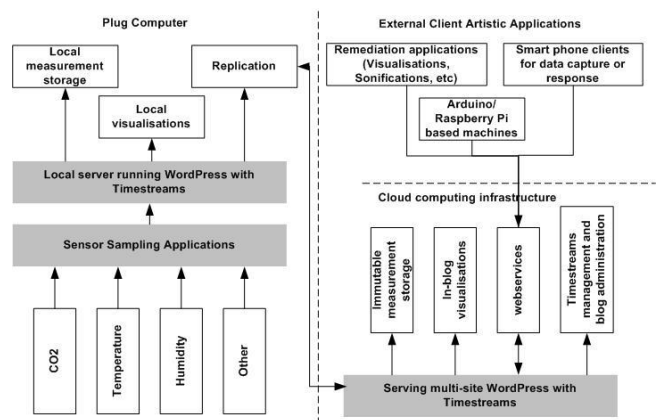 Plug Computer
Local
measurement
storage
Replication
Local
visualisations
Local server running WordPress with
Timestreams
Sensor Sampling Applications
CO2
Temperature
Humidity
Other
External Client Artistic Applications
Remediation applications
(Visualisations,
Sonifications, etc)
Smart phone clients
for data capture or
response
Arduino/
Raspberry Pi
based machines
Cloud computing infrastructure
Immutable
measurement
storage
In-blog
visualisations
webservices
Timestreams
management and
blog administration
Serving multi-site WordPress with
Timestreams